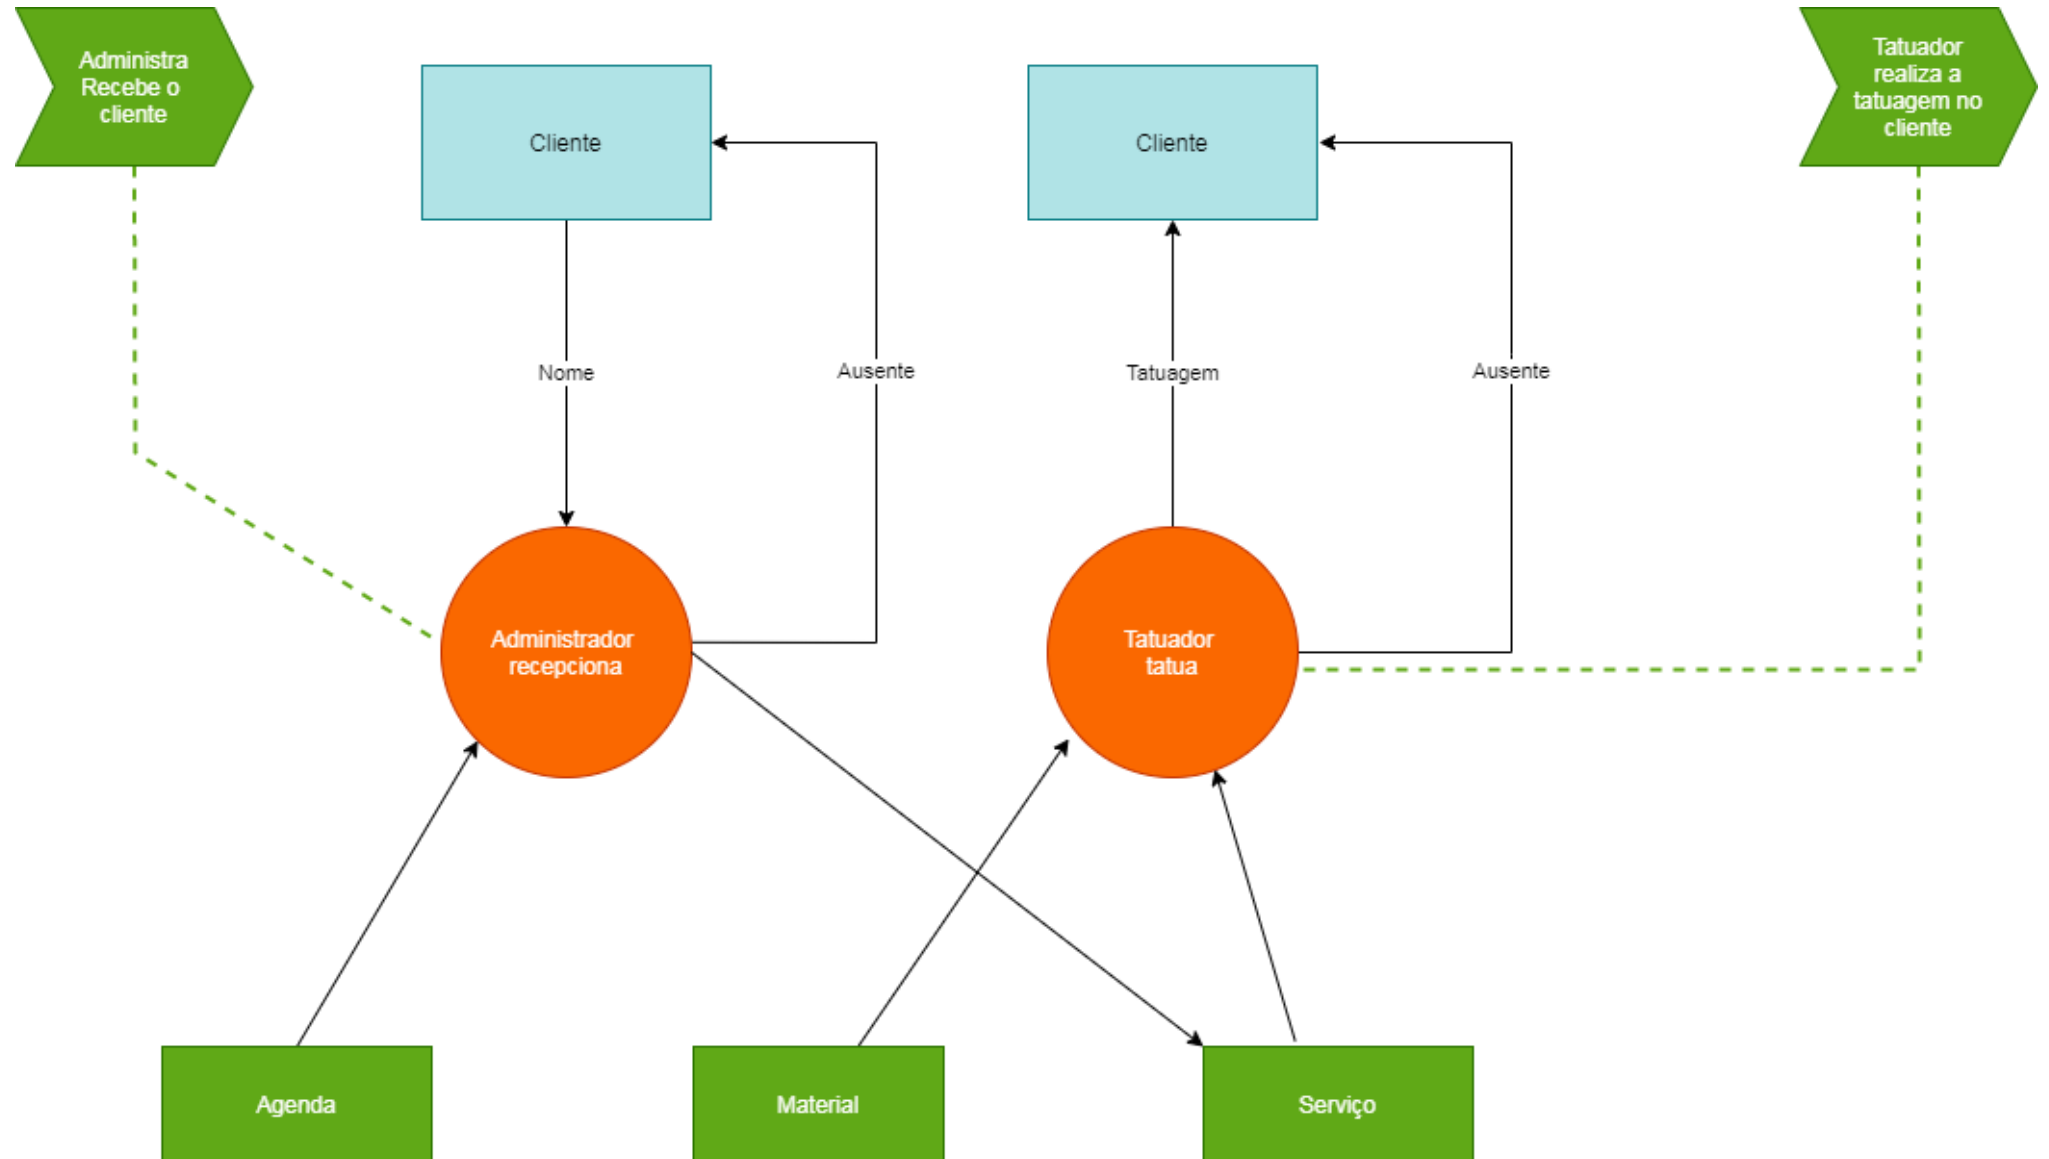 Administra
Recebe o
cliente
Cliente
Cliente
Tatuador
realiza a
tatuagem no
cliente
Nome
Ausente
Tatuagem
Ausente
Administrador
recepciona
Tatuador
tatua
Agenda
Material
Serviço